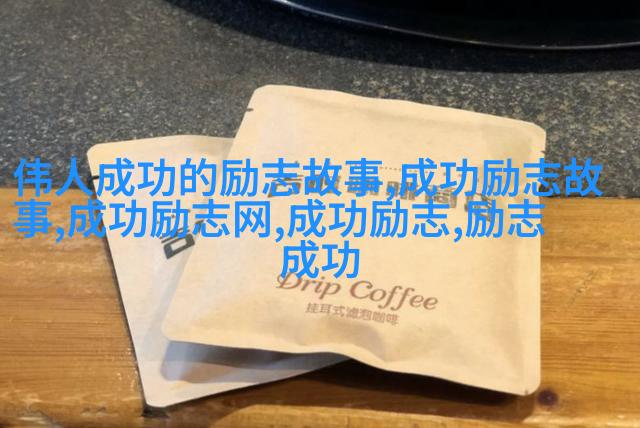 伟人成功的励志故事,成功励志故
事,成功励志网,成功励志,励志
成功
Drip Coffee
挂耳式滤泡咖啡